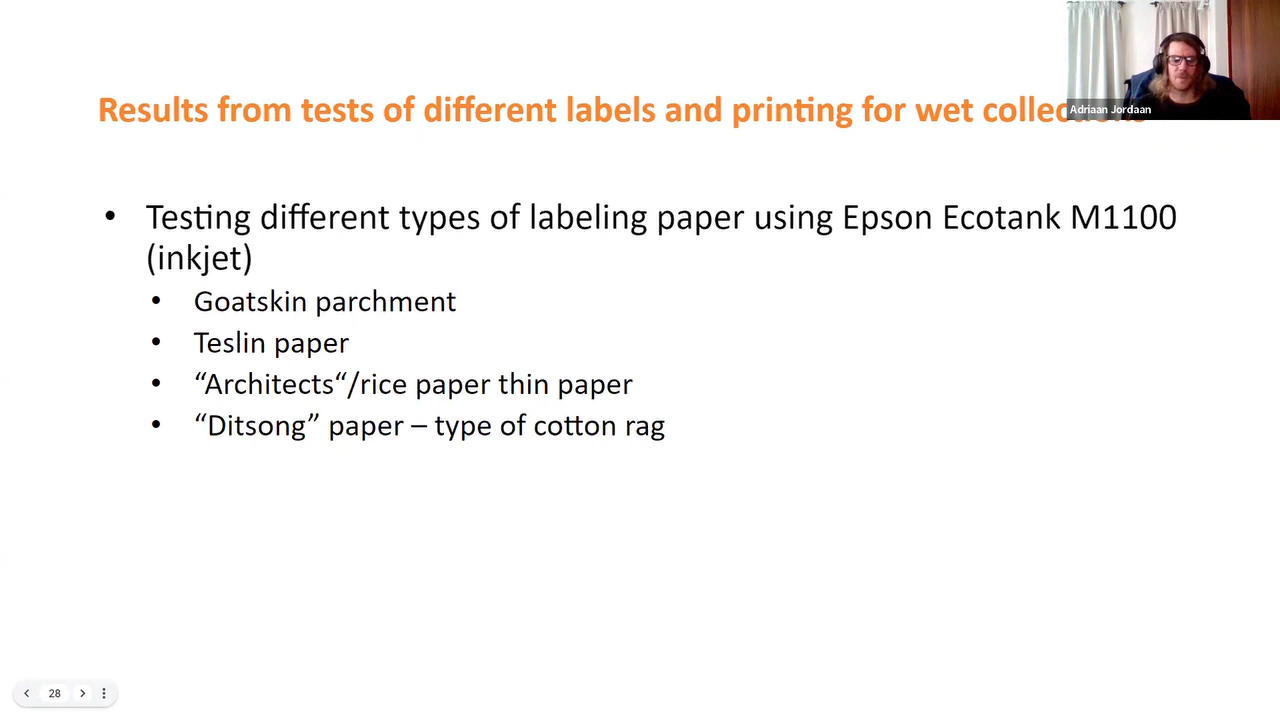 Results from tests of different labels and printing for wet
Adriaan Jordaan
• Testing different types of labeling paper using Epson Ecotank M1100
(inkjet)
• Goatskin parchment
• Teslin paper
• “Architects“/rice paper thin paper
• “Ditsong” paper – type of cotton rag
28